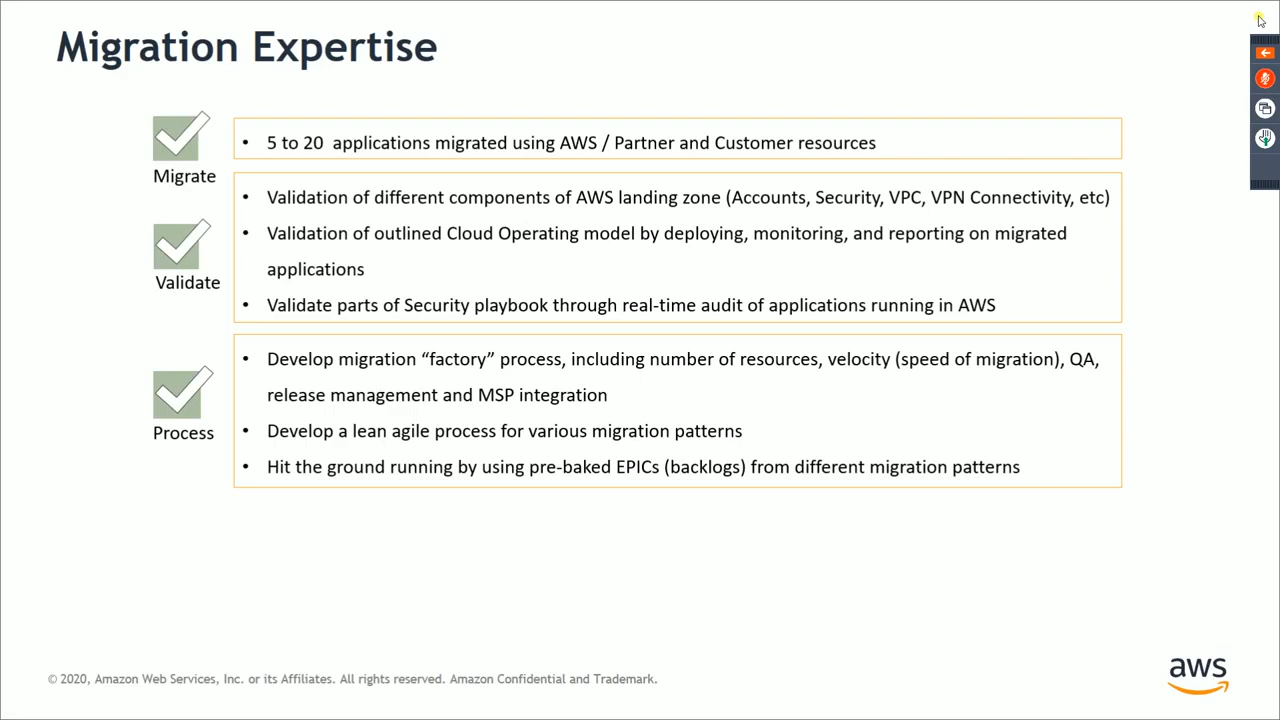 Migration Expertise
Migrate
• 5 to 20 applications migrated using AWS / Partner and Customer resources
Validate
• Validation of different components of AWS landing zone (Accounts, Security, VPC, VPN Connectivity, etc)
• Validation of outlined Cloud Operating model by deploying, monitoring, and reporting on migrated
applications
• Validate parts of Security playbook through real-time audit of applications running in AWS
Process
• Develop migration “factory” process, including number of resources, velocity (speed of migration), QA,
release management and MSP integration
• Develop a lean agile process for various migration patterns
• Hit the ground running by using pre-baked EPICs (backlogs) from different migration patterns
© 2020, Amazon Web Services, Inc. or its Affiliates. All rights reserved. Amazon Confidential and Trademark.
aws